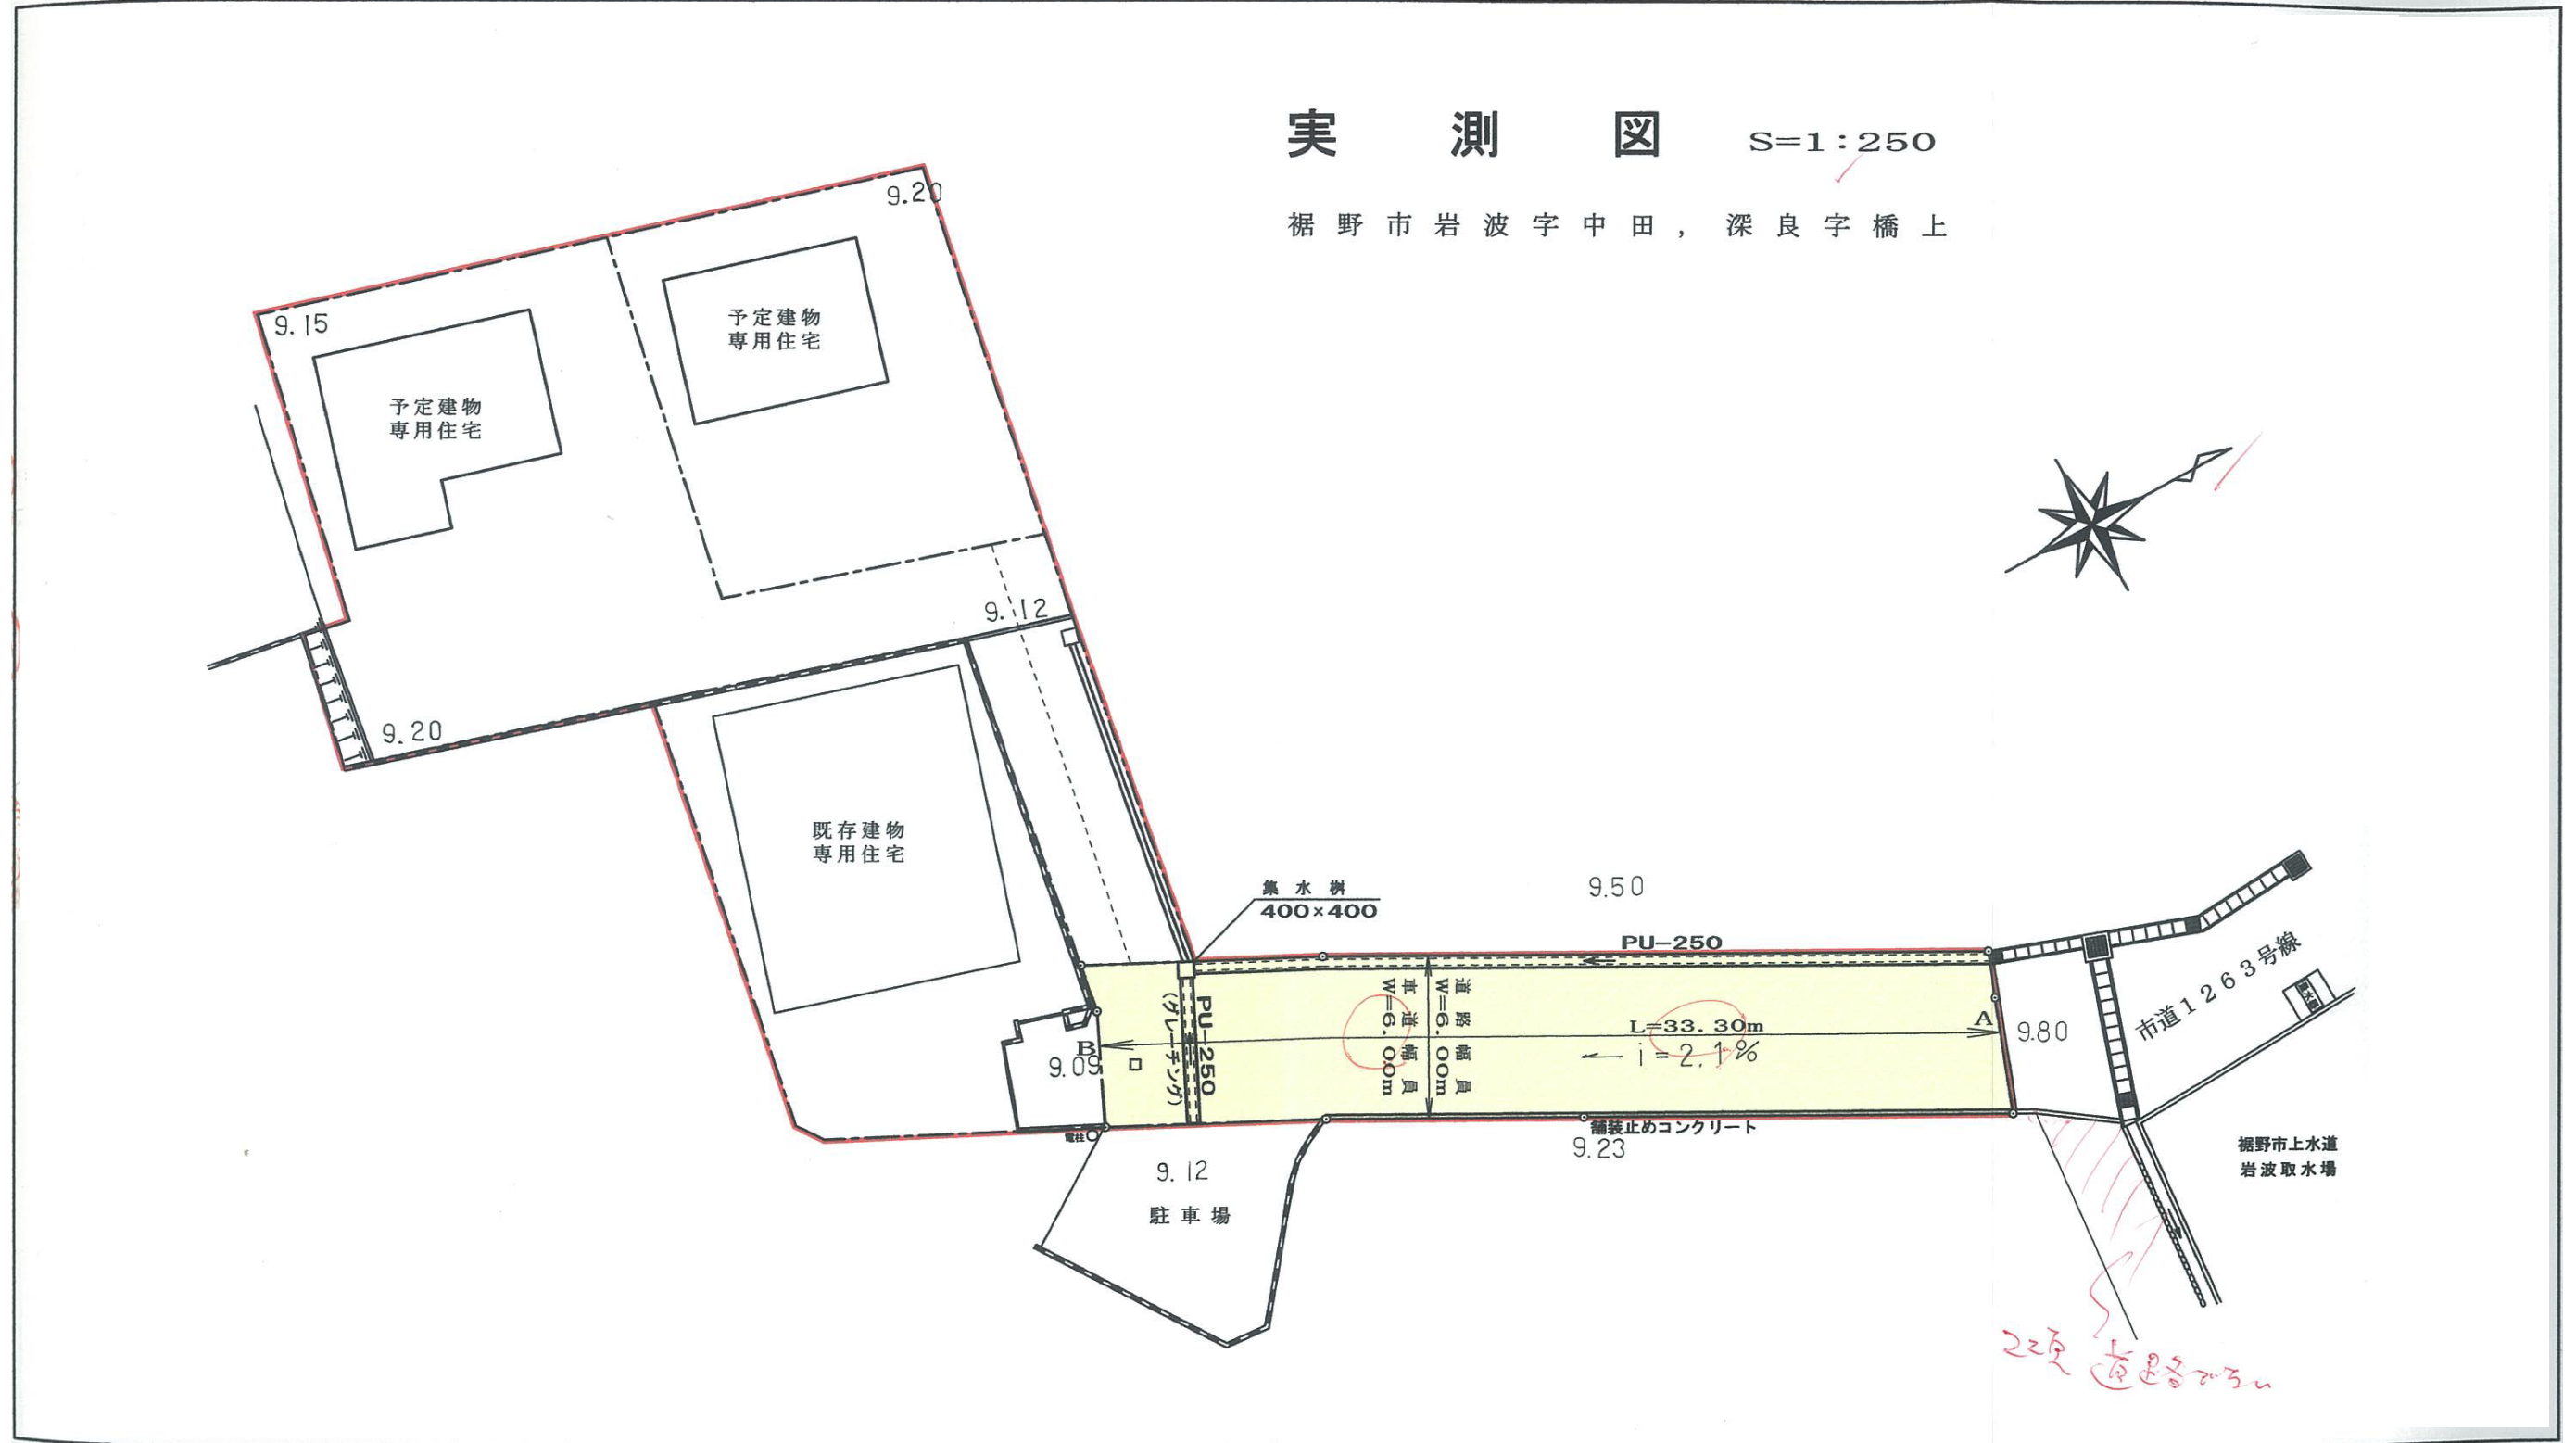 実測図 S=1:250
裾野市岩波字中田，深良字橋上
9.20
9.15
予定建物
専用住宅
予定建物
専用住宅
9.12
9.20
既存建物
専用住宅
集水桝
400×400
9.50
PU-250
市道1263号線
道路幅員
W=6.00m
車道幅員
W=6.00m
L=33.30m
i=2.1%
A
9.80
B
9.09
PU-250
(グレーチング)
電柱
舗装止めコンクリート
9.23
9.12
駐車場
裾野市上水道
岩波取水場
道路でない